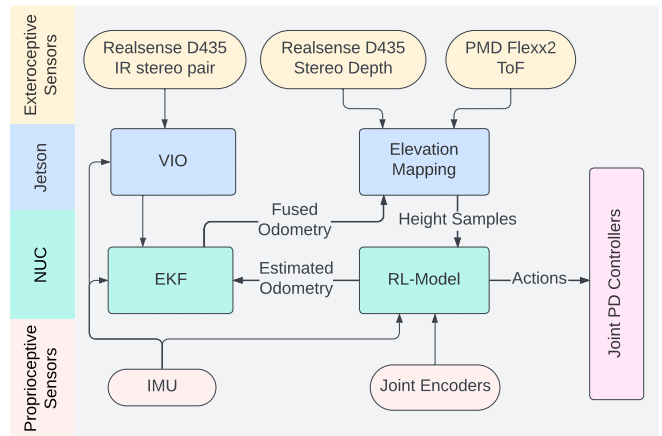 Exteroceptive
Sensors
Realsense D435
IR stereo pair
Realsense D435
Stereo Depth
PMD Flexx2
ToF
Jetson
VIO
Elevation
Mapping
Fused
Odometry
Height Samples
NUC
EKF
Estimated
Odometry
RL-Model
Actions
Joint PD Controllers
Proprioceptive
Sensors
IMU
Joint Encoders